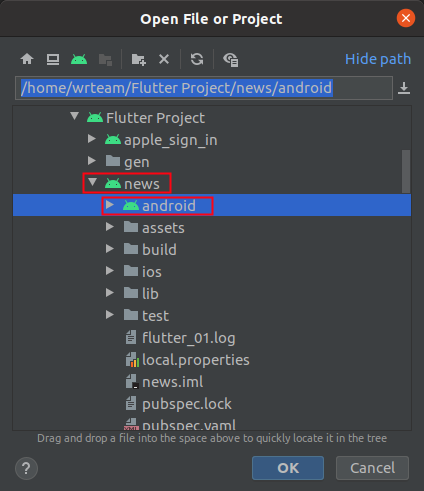 Open File or Project
Hide path
/home/wrteam/Flutter Project/news/android
Flutter Project
apple_sign_in
gen
news
android
assets
build
ios
lib
test
flutter_01.log
local.properties
news.iml
pubspec.lock
pubspec.yaml
Drag and drop a file into the space above to quickly locate it in the tree
? OK Cancel